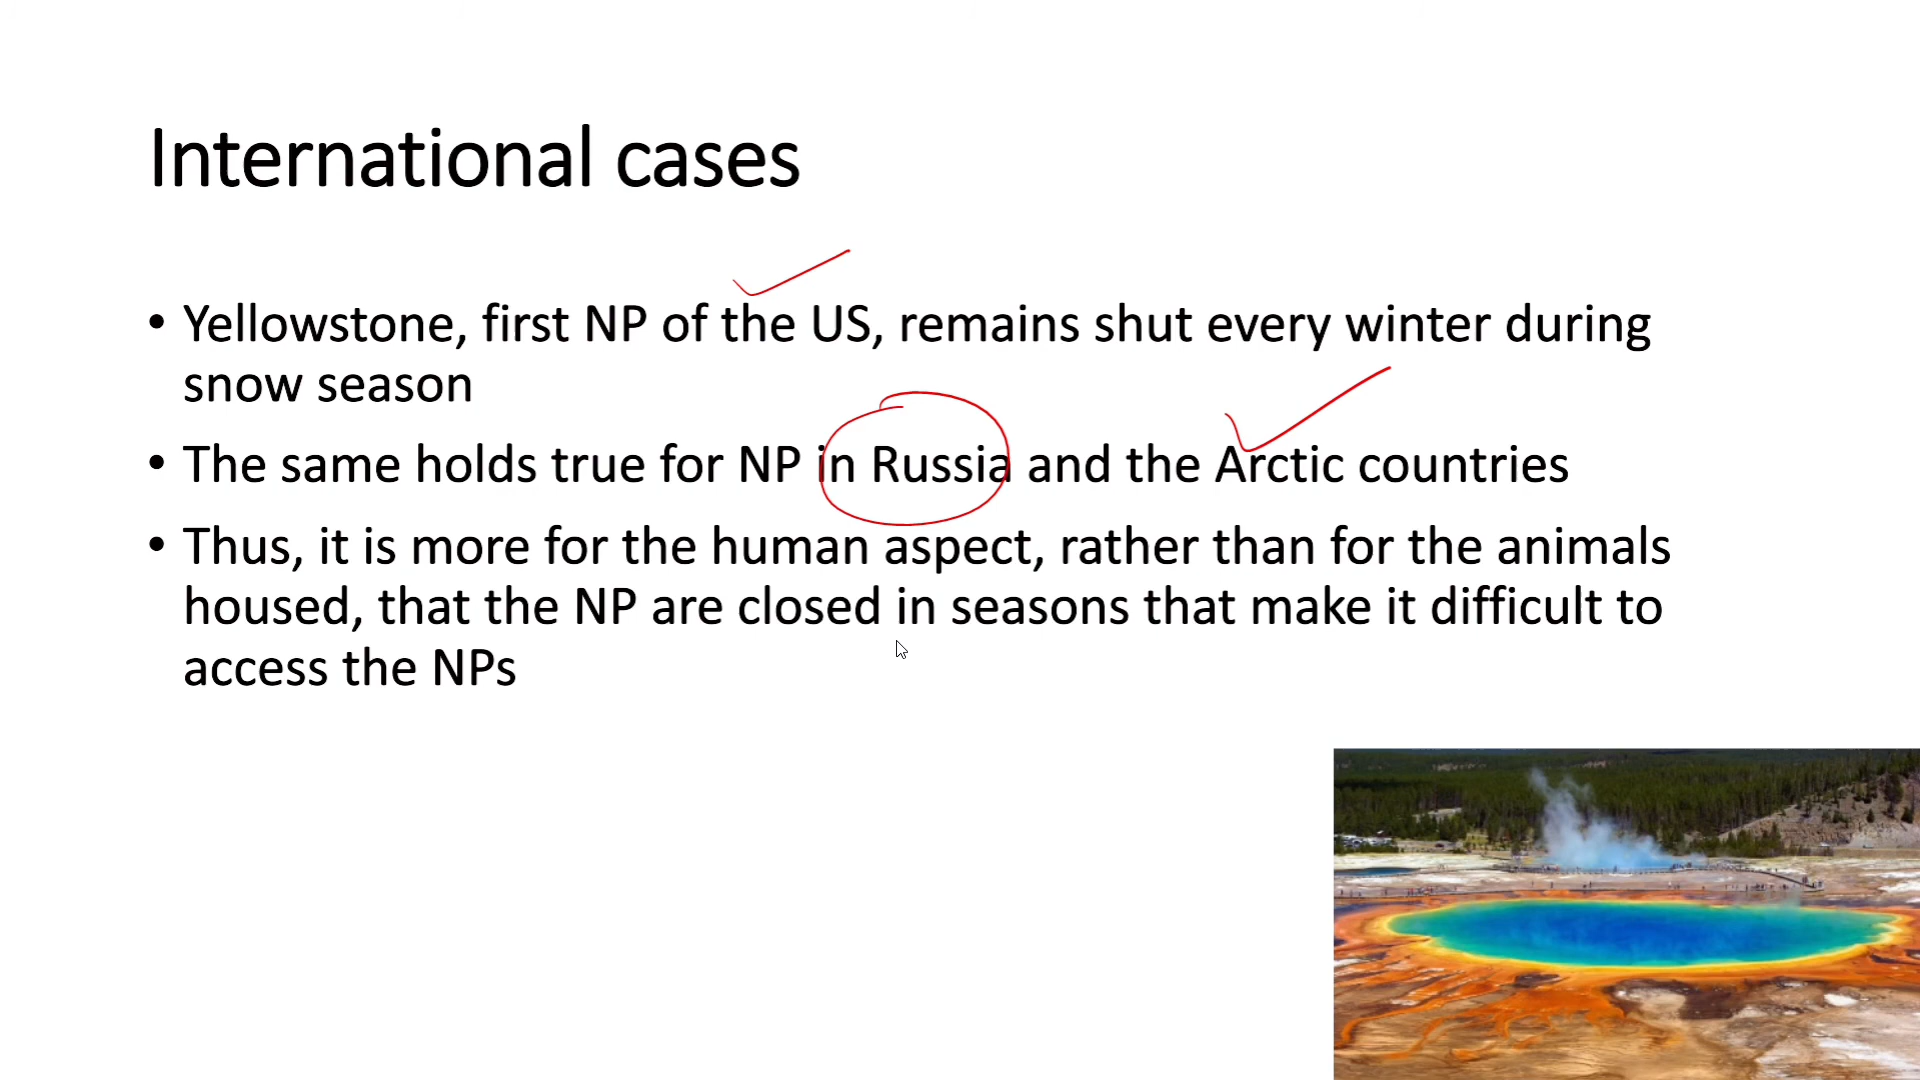 International cases
• Yellowstone, first NP of the US, remains shut every winter during
snow season
• The same holds true for NP in Russia and the Arctic countries
• Thus, it is more for the human aspect, rather than for the animals
housed, that the NP are closed in seasons that make it difficult to
access the NPs